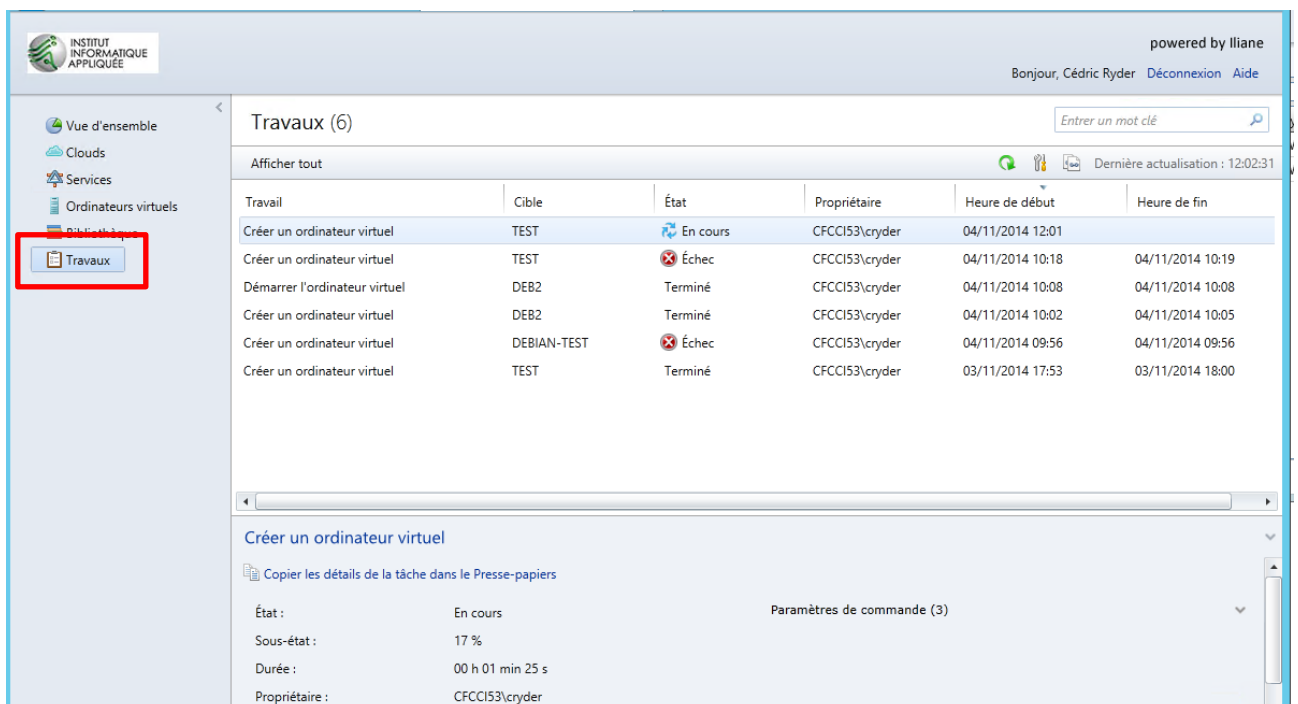 INSTITUT
INFORMATIQUE
APPLIQUÉE
powered by Iliane
Bonjour, Cédric Ryder Déconnexion Aide
Vue d'ensemble
Clouds
Services
Ordinateurs virtuels
Bibliothèque
Travaux
Travaux (6)
Entrer un mot clé
Afficher tout
Dernière actualisation : 12:02:31
Travail Cible État Propriétaire Heure de début Heure de fin
Créer un ordinateur virtuel TEST En cours CFCCI53\cryder 04/11/2014 12:01
Créer un ordinateur virtuel TEST Échec CFCCI53\cryder 04/11/2014 10:18 04/11/2014 10:19
Démarrer l'ordinateur virtuel DEB2 Terminé CFCCI53\cryder 04/11/2014 10:08 04/11/2014 10:08
Créer un ordinateur virtuel DEB2 Terminé CFCCI53\cryder 04/11/2014 10:02 04/11/2014 10:05
Créer un ordinateur virtuel DEBIAN-TEST Échec CFCCI53\cryder 04/11/2014 09:56 04/11/2014 09:56
Créer un ordinateur virtuel TEST Terminé CFCCI53\cryder 03/11/2014 17:53 03/11/2014 18:00
Créer un ordinateur virtuel
Copier les détails de la tâche dans le Presse-papiers
État : En cours
Paramètres de commande (3)
Sous-état : 17 %
Durée : 00 h 01 min 25 s
Propriétaire : CFCCI53\cryder